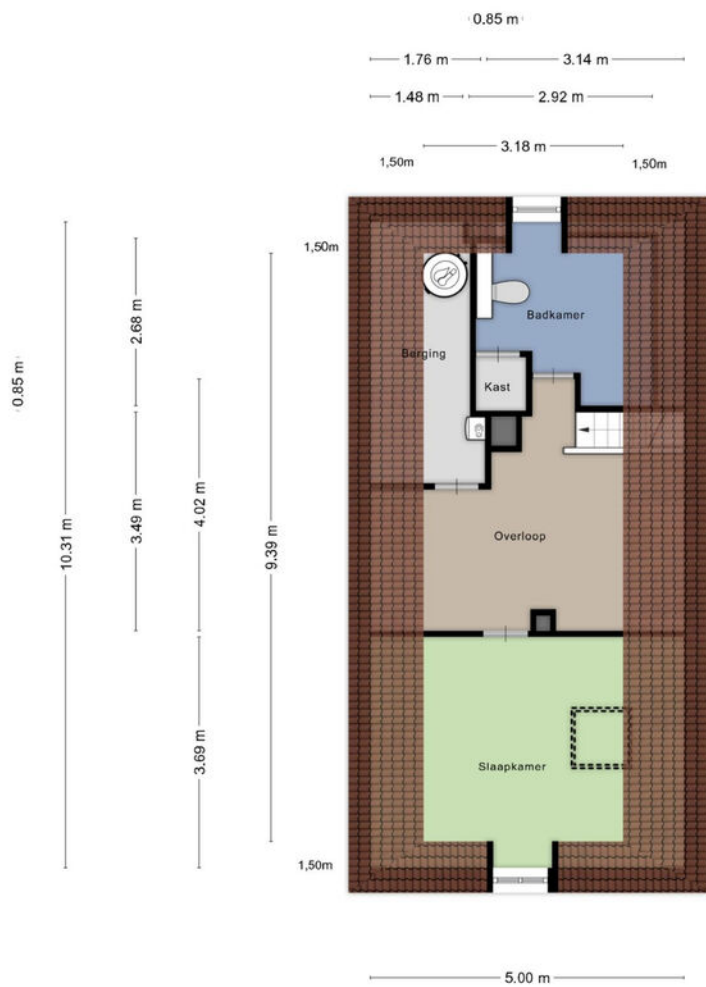 0.85 m
1.76 m
3.14 m
1.48 m
2.92 m
3.18 m
1,50m
1,50m
1,50m
Badkamer
2.68 m
Berging
Kast
0.85 m
4.02 m
3.49 m
10.31 m
9.39 m
Overloop
3.69 m
Slaapkamer
1,50m
5.00 m